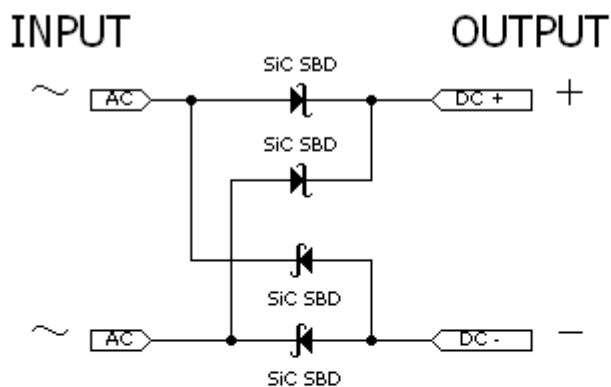 INPUT
OUTPUT
SiC SBD
~ AC
DC + +
SiC SBD
SiC SBD
~ AC
DC - −
SiC SBD